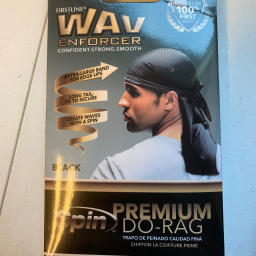 FIRSTLINE®
WAV
ENFORCER
CONFIDENT.STRONG.SMOOTH
PREMIUM
100%
FIRST
EXTRA-LARGE BAND
FOR EDGE-UPS
LONG TAIL,
TIE TO SECURE
CREATE WAVES
WITH A SPIN
BLACK
Spin
PREMIUM
DO-RAG
TRAPO DE PEINADO CALIDAD FINA
CHIFFON LA COIFFURE PRIME